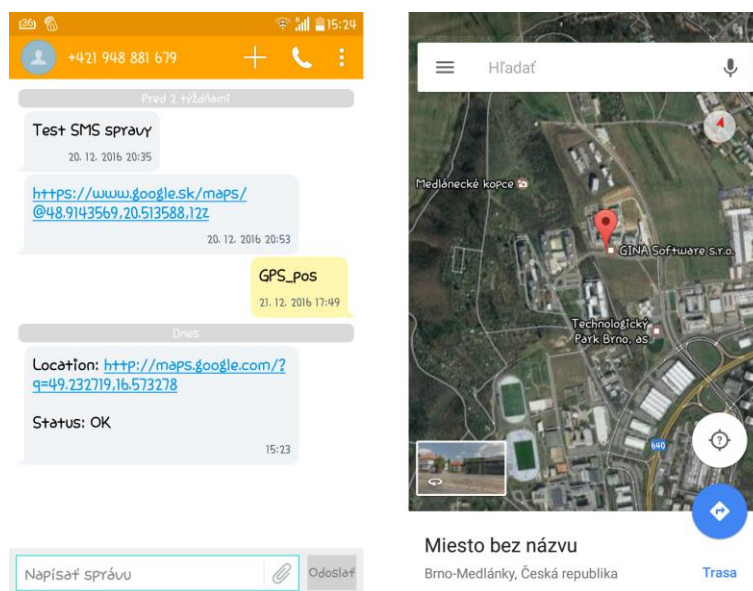 36
15:24
+421 948 881 679
Pred 2 týždňami
Test SMS spravy
20. 12. 2016 20:35
https://www.google.sk/maps/
@48.9143569,20.513588,12z
20. 12. 2016 20:53
GPS_pos
21. 12. 2016 17:49
Dnes
Location: http://maps.google.com/?
q=49.232719,16.573278
Status: OK
15:23
Napísať správu
Odoslať
Hľadať
Medlánecké kopce
GINA Software s.r.o.
Technologický
Park Brno, as
640
Miesto bez názvu
Brno-Medlánky, Česká republika
Trasa